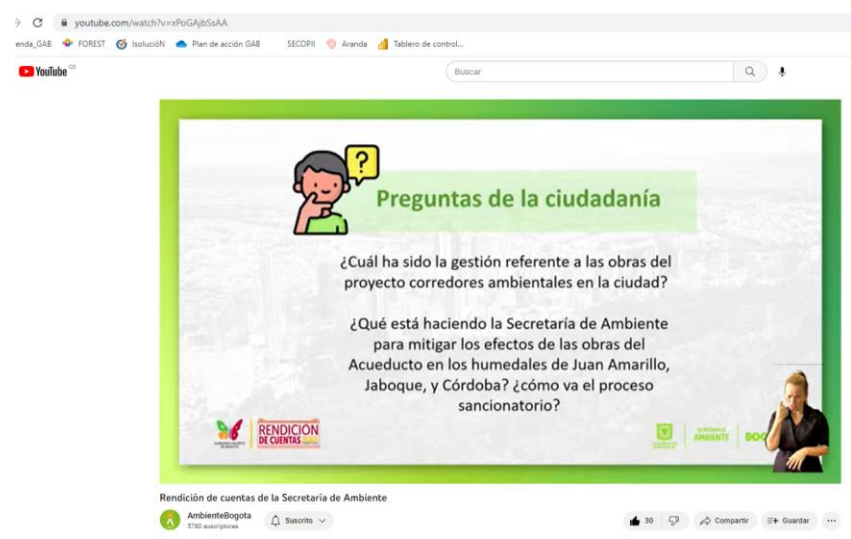 youtube.com/watch?v=xPoGAjbSsAA
enda_GAB FOREST IsolucióN Plan de acción GAB SECOPII Aranda Tablero de control...
YouTube CO
Buscar
?
Preguntas de la ciudadanía
¿Cuál ha sido la gestión referente a las obras del
proyecto corredores ambientales en la ciudad?
¿Qué está haciendo la Secretaría de Ambiente
para mitigar los efectos de las obras del
Acueducto en los humedales de Juan Amarillo,
Jaboque, y Córdoba? ¿cómo va el proceso
sancionatorio?
RENDICIÓN
DE CUENTAS
AMBIENTE
BOG
Rendición de cuentas de la Secretaría de Ambiente
AmbienteBogota
5780 suscriptores
Suscrito
30
Compartir
Guardar
...